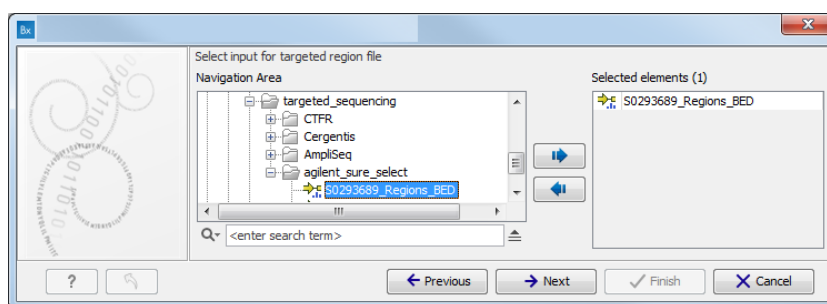 Bx
Select input for targeted region file
Navigation Area
targeted_sequencing
CTFR
Cergentis
AmpliSeq
agilent_sure_select
S0293689_Regions_BED
<enter search term>
Selected elements (1)
S0293689_Regions_BED
?
Previous
Next
Finish
Cancel